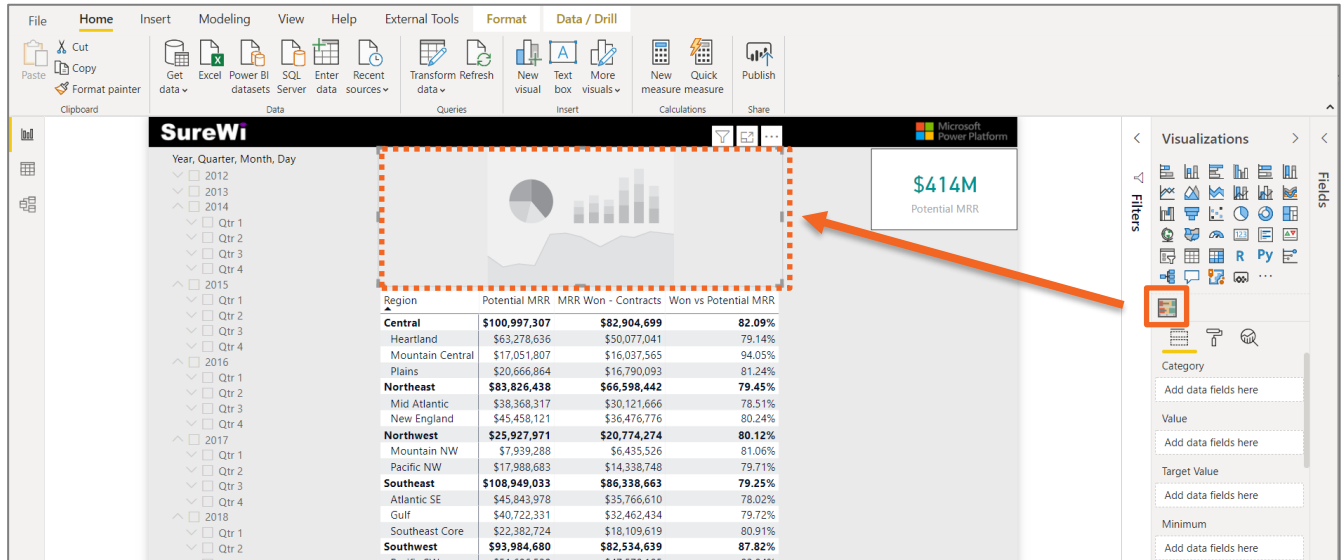 File Home Insert Modeling View Help External Tools Format Data / Drill
Paste
Cut
Copy
Format painter
Clipboard
Get data
Excel
Power BI datasets
SQL Server
Enter data
Recent sources
Data
Transform data
Refresh
Queries
New visual
Text box
More visuals
Insert
New measure
Quick measure
Calculations
Publish
Share
SureWi
Microsoft
Power Platform
Year, Quarter, Month, Day
2012
2013
2014
Qtr 1
Qtr 2
Qtr 3
Qtr 4
2015
Qtr 1
Qtr 2
Qtr 3
Qtr 4
2016
Qtr 1
Qtr 2
Qtr 3
Qtr 4
2017
Qtr 1
Qtr 2
Qtr 3
Qtr 4
2018
Qtr 1
Qtr 2
$414M
Potential MRR
Region Potential MRR MRR Won - Contracts Won vs Potential MRR
Central $100,997,307 $82,904,699 82.09%
Heartland $63,278,636 $50,077,041 79.14%
Mountain Central $17,051,807 $16,037,565 94.05%
Plains $20,666,864 $16,790,093 81.24%
Northeast $83,826,438 $66,598,442 79.45%
Mid Atlantic $38,368,317 $30,121,666 78.51%
New England $45,458,121 $36,476,776 80.24%
Northwest $25,927,971 $20,774,274 80.12%
Mountain NW $7,939,288 $6,435,526 81.06%
Pacific NW $17,988,683 $14,338,748 79.71%
Southeast $108,949,033 $86,338,663 79.25%
Atlantic SE $45,843,978 $35,766,610 78.02%
Gulf $40,722,331 $32,462,434 79.72%
Southeast Core $22,382,724 $18,109,619 80.91%
Southwest $93,984,680 $82,534,639 87.82%
Filters
Visualizations
Fields
123
R Py
Category
Add data fields here
Value
Add data fields here
Target Value
Add data fields here
Minimum
Add data fields here